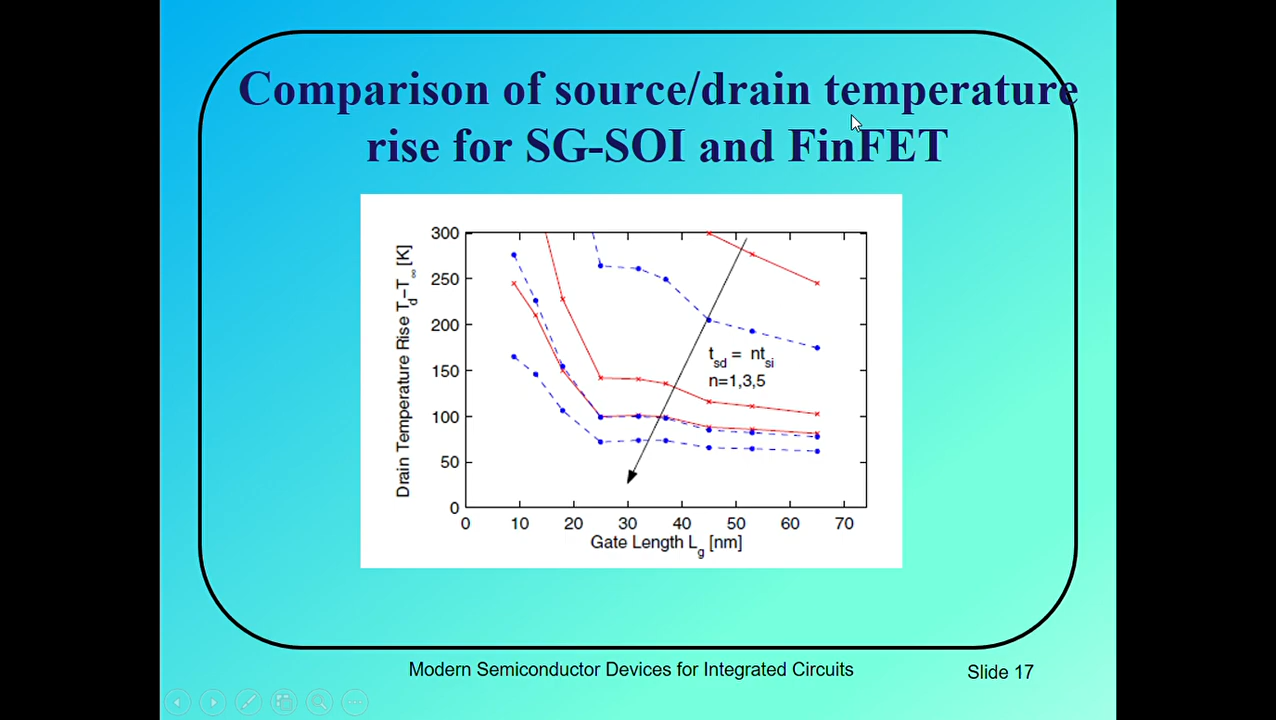 Comparison of source/drain temperature
rise for SG-SOI and FinFET
300
250
200
150
100
50
0
Drain Temperature Rise T_d–T_∞ [K]
t_sd = nt_si
n=1,3,5
0 10 20 30 40 50 60 70
Gate Length L_g [nm]
Modern Semiconductor Devices for Integrated Circuits
Slide 17